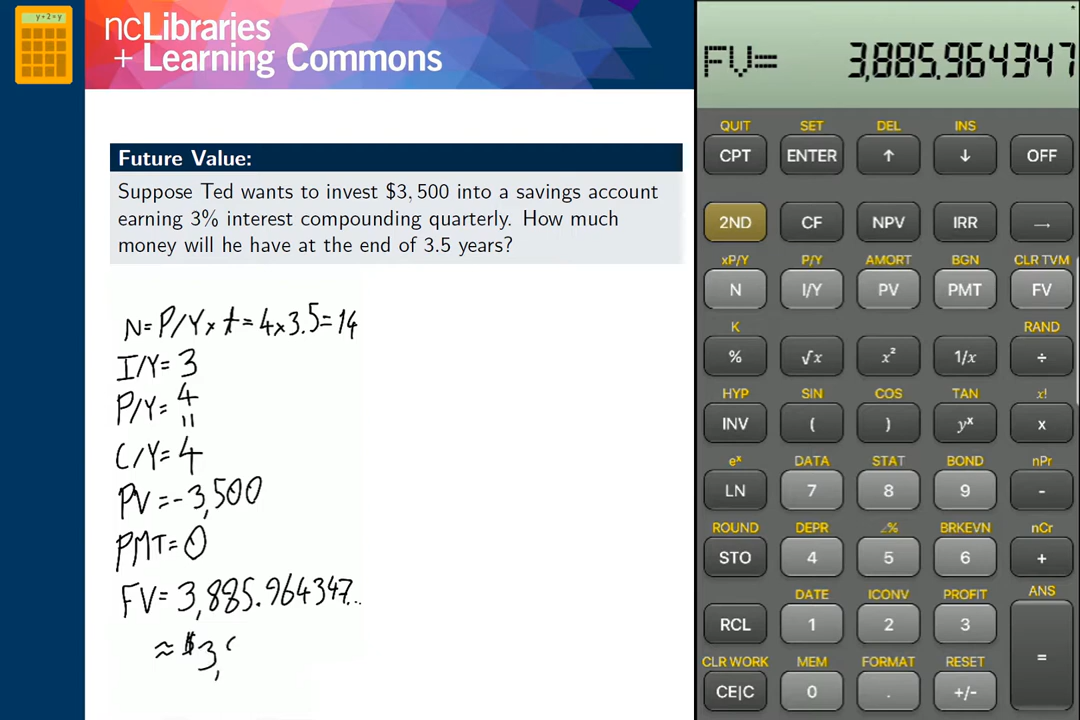 y+2=y
ncLibraries
+ Learning Commons
Future Value:
Suppose Ted wants to invest $3, 500 into a savings account
earning 3% interest compounding quarterly. How much
money will he have at the end of 3.5 years?
N= P/Y × t = 4×3.5=14
I/Y= 3
P/Y= 4
=
C/Y= 4
PV = -3,500
PMT= 0
FV= 3,885.964347...
≈ $3,
FV= 3,885.964347
QUIT SET DEL INS
CPT ENTER ↑ ↓ OFF
2ND CF NPV IRR →
xP/Y P/Y AMORT BGN CLR TVM
N I/Y PV PMT FV
K RAND
% √x x² 1/x ÷
HYP SIN COS TAN x!
INV ( ) yˣ x
eˣ DATA STAT BOND nPr
LN 7 8 9 -
ROUND DEPR ⊿% BRKEVN nCr
STO 4 5 6 +
DATE ICONV PROFIT ANS
RCL 1 2 3
CLR WORK MEM FORMAT RESET
CE|C 0 . +/- =